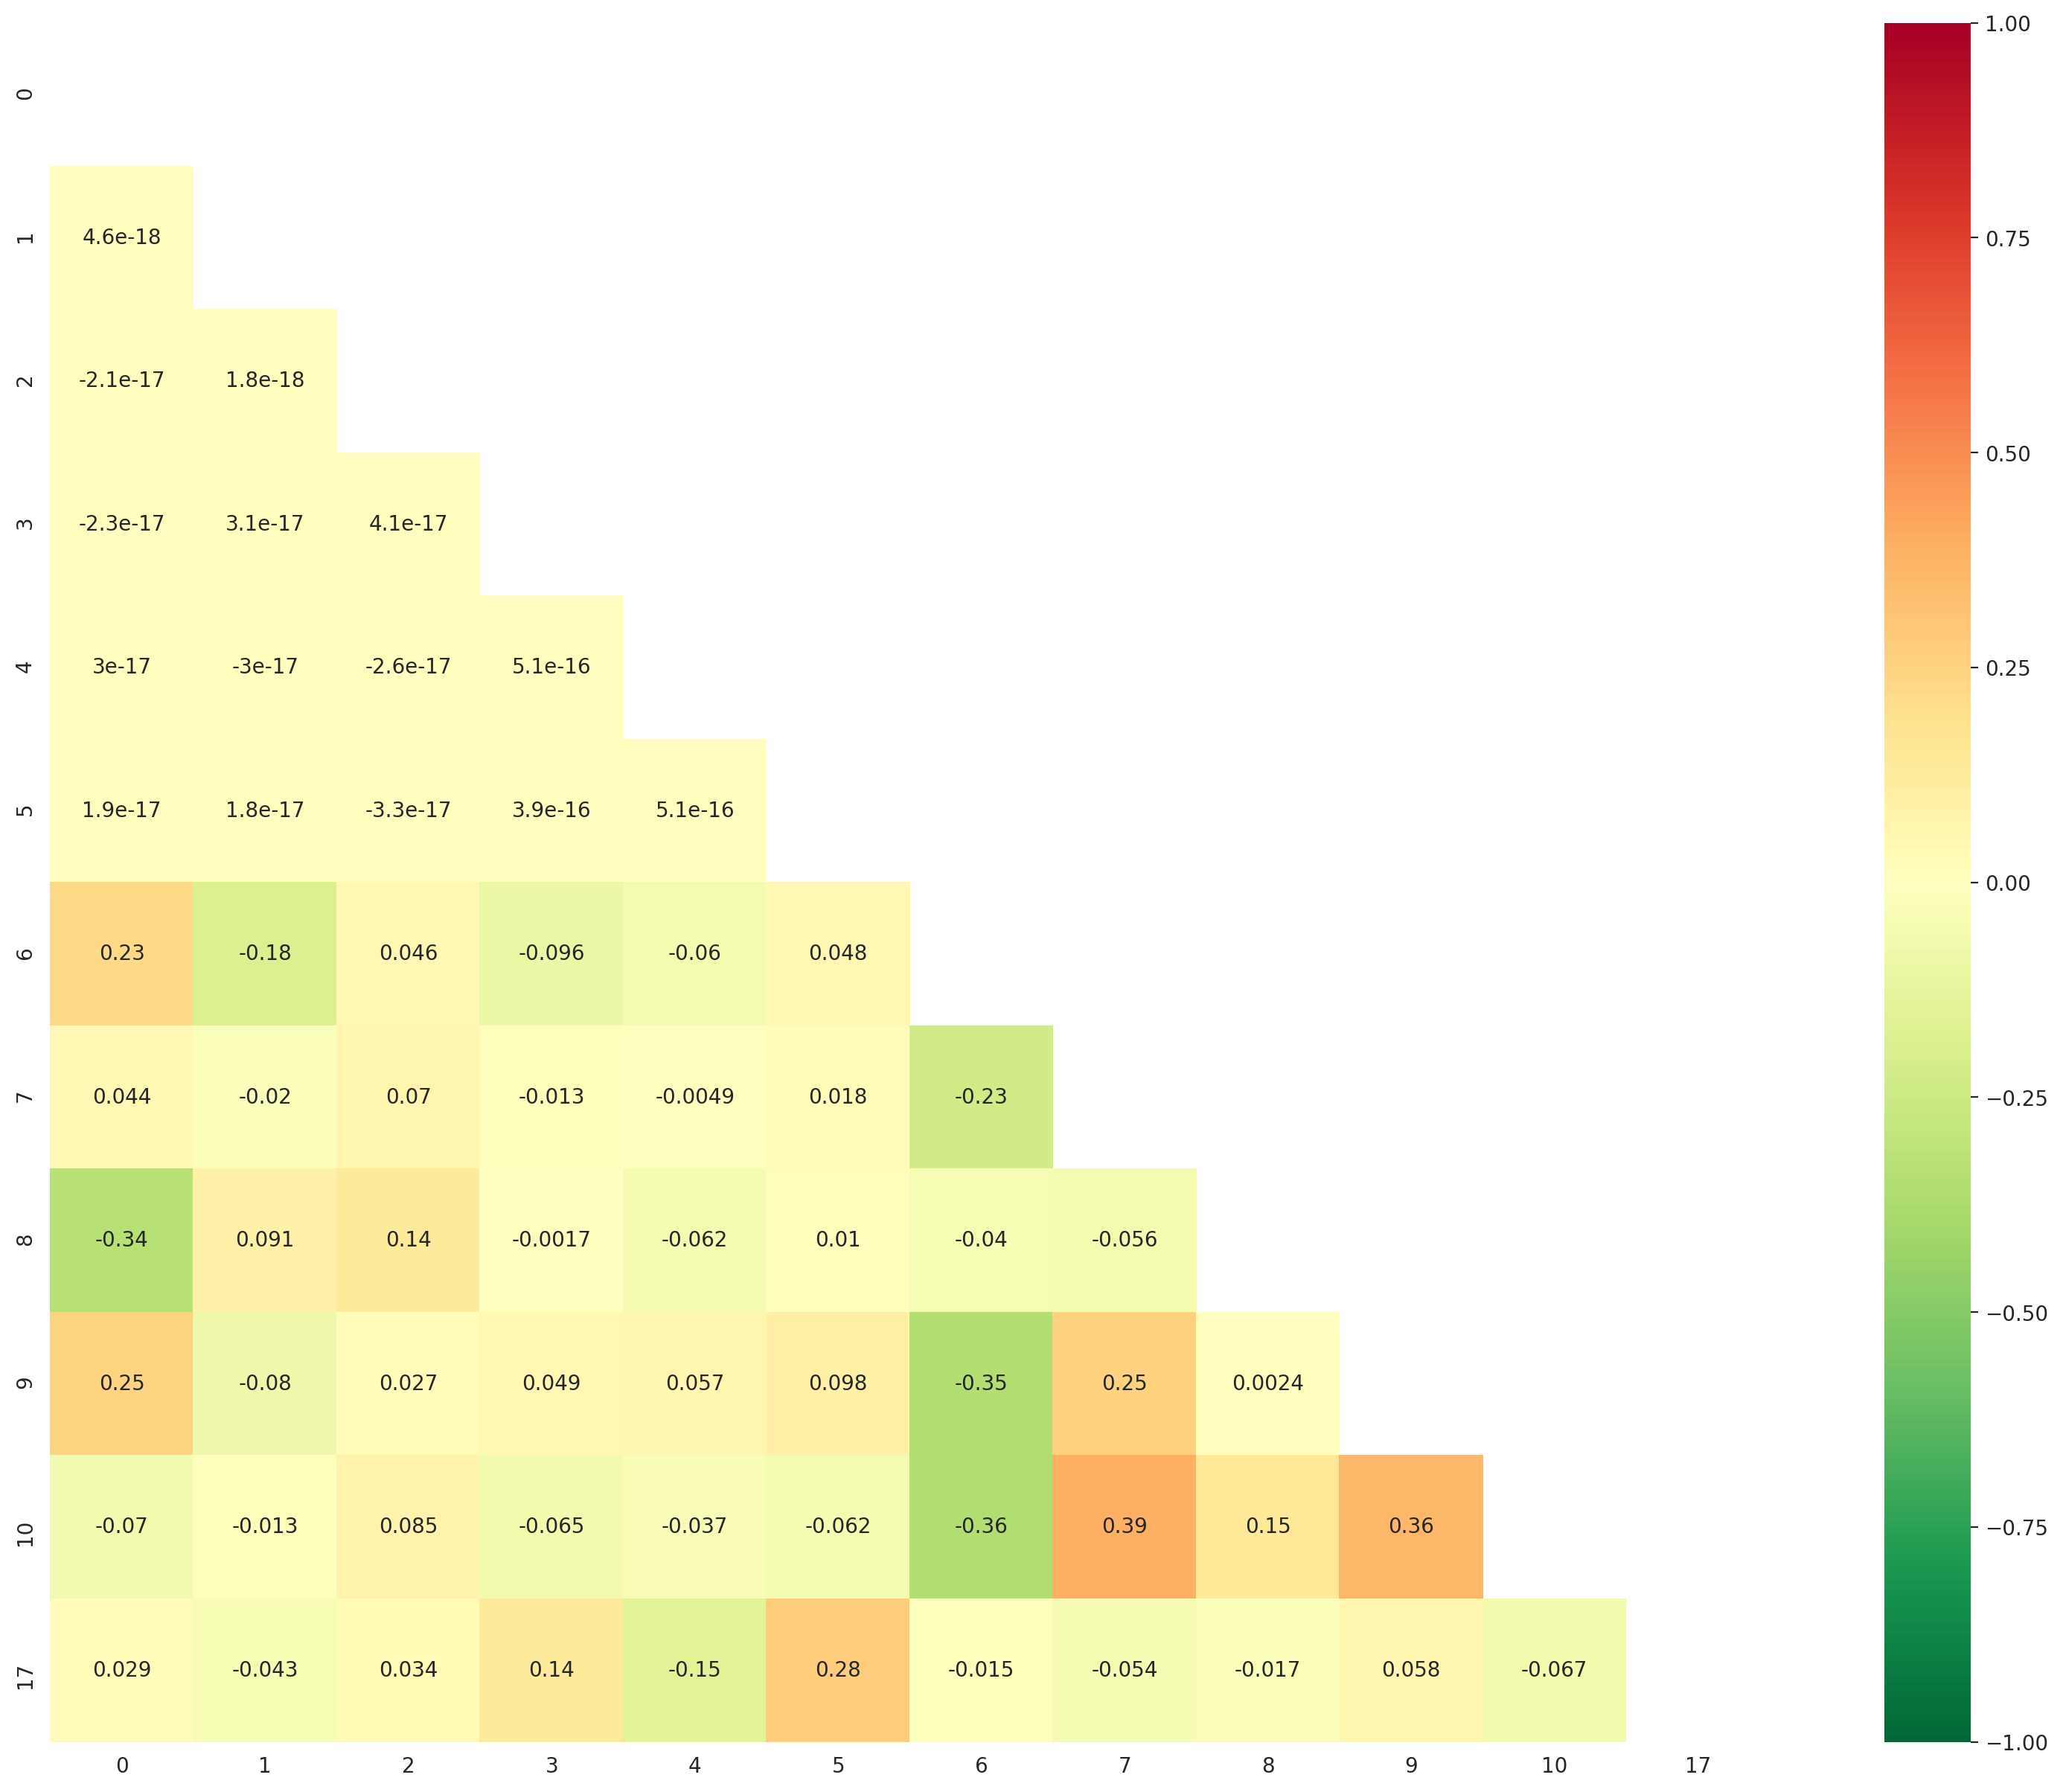 1.00
0
1 4.6e-18 0.75
2 -2.1e-17 1.8e-18
0.50
3 -2.3e-17 3.1e-17 4.1e-17
4 3e-17 -3e-17 -2.6e-17 5.1e-16 0.25
5 1.9e-17 1.8e-17 -3.3e-17 3.9e-16 5.1e-16
0.00
6 0.23 -0.18 0.046 -0.096 -0.06 0.048
7 0.044 -0.02 0.07 -0.013 -0.0049 0.018 -0.23 −0.25
8 -0.34 0.091 0.14 -0.0017 -0.062 0.01 -0.04 -0.056
−0.50
9 0.25 -0.08 0.027 0.049 0.057 0.098 -0.35 0.25 0.0024
10 -0.07 -0.013 0.085 -0.065 -0.037 -0.062 -0.36 0.39 0.15 0.36 −0.75
17 0.029 -0.043 0.034 0.14 -0.15 0.28 -0.015 -0.054 -0.017 0.058 -0.067
−1.00
0 1 2 3 4 5 6 7 8 9 10 17